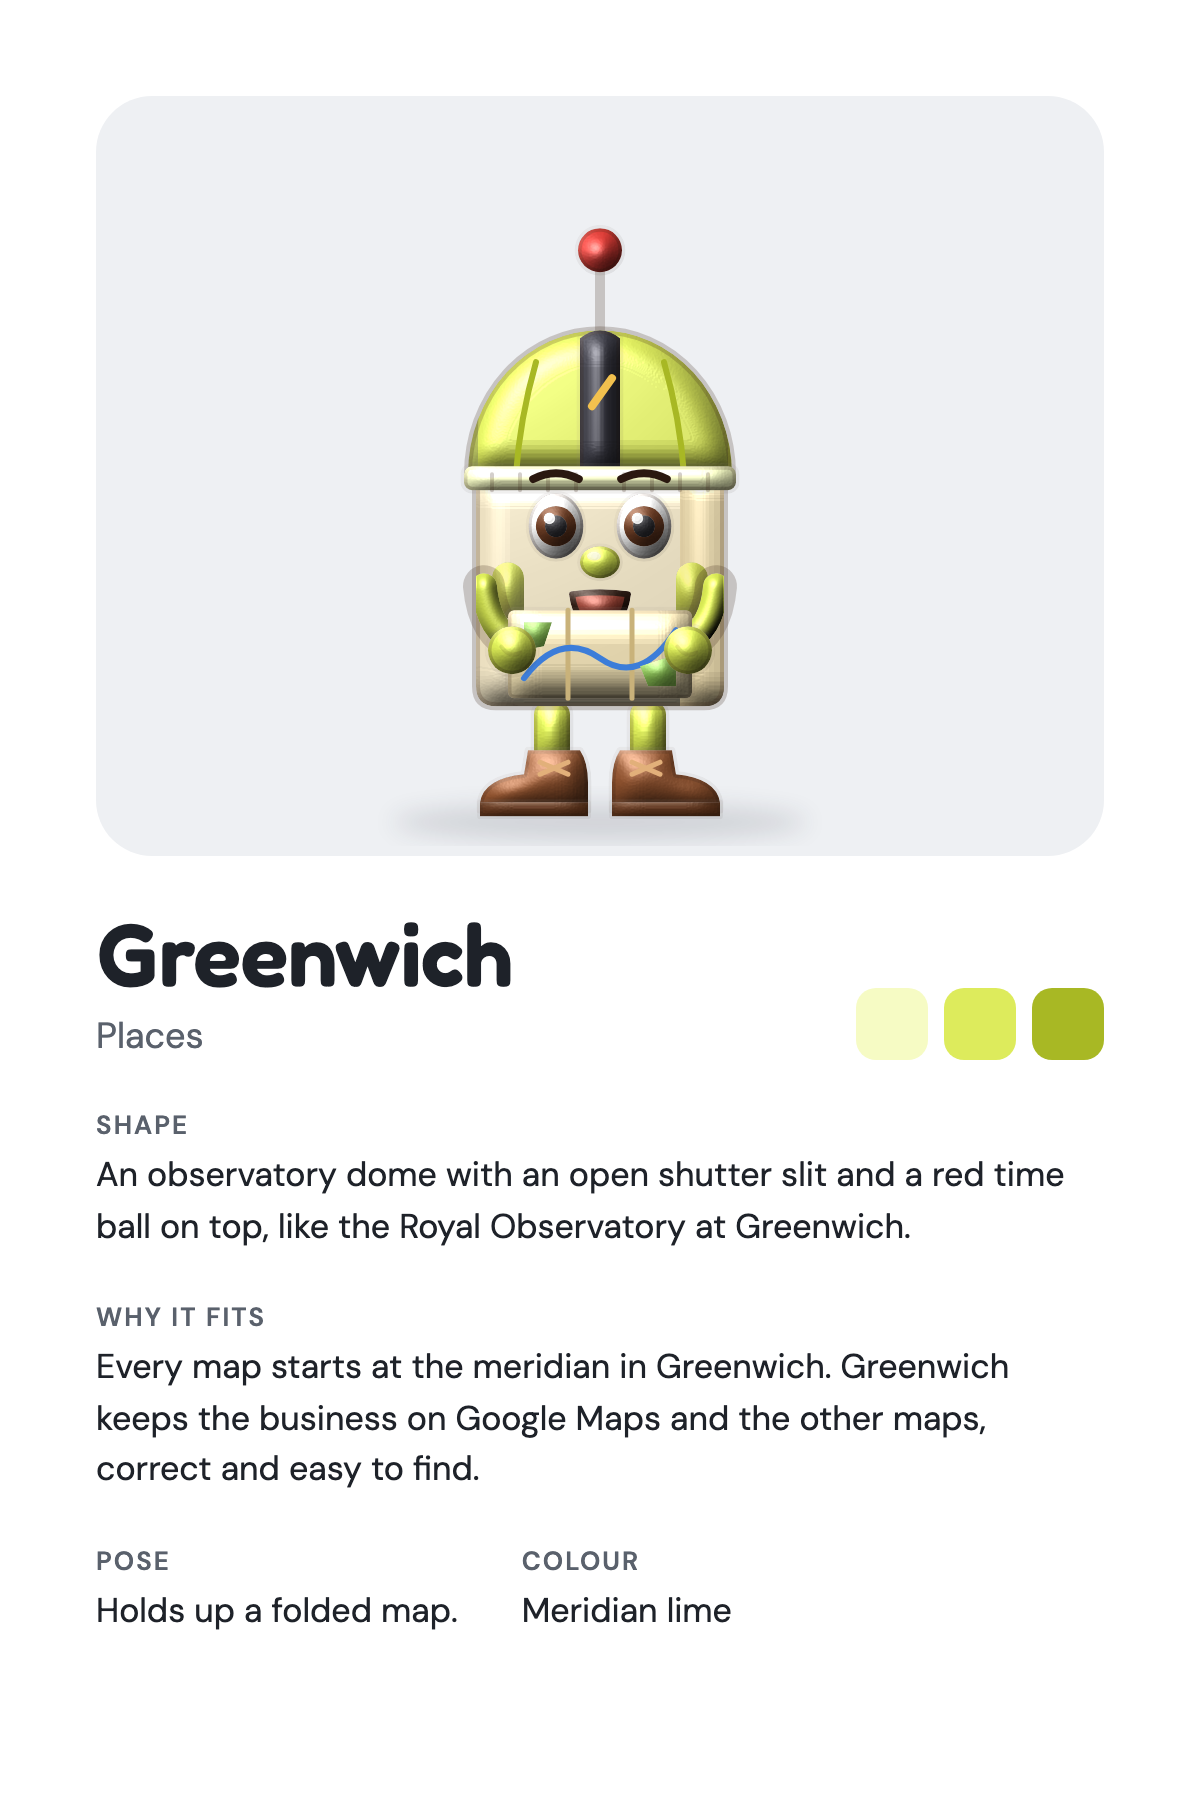 Greenwich
Places
SHAPE
An observatory dome with an open shutter slit and a red time
ball on top, like the Royal Observatory at Greenwich.
WHY IT FITS
Every map starts at the meridian in Greenwich. Greenwich
keeps the business on Google Maps and the other maps,
correct and easy to find.
POSE
Holds up a folded map.
COLOUR
Meridian lime